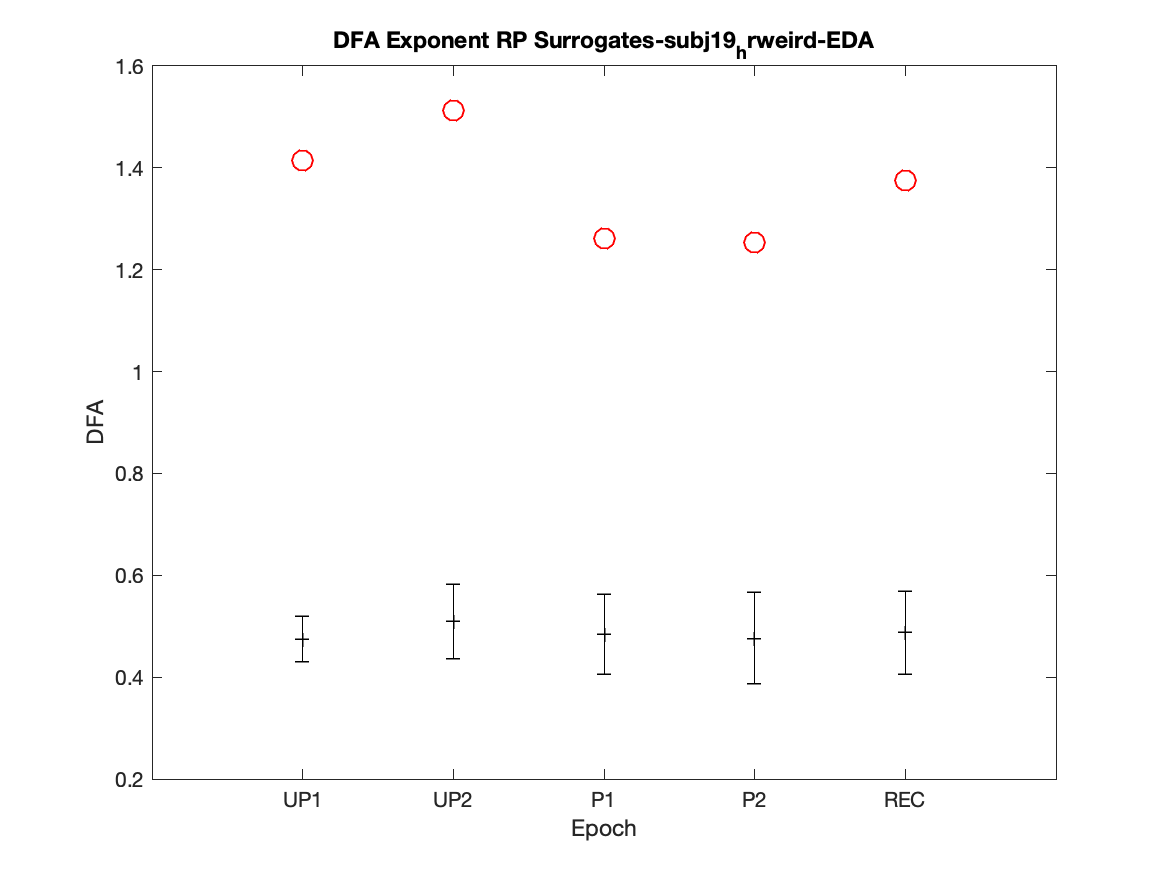 DFA Exponent RP Surrogates-subj19_hrweird-EDA
1.6
1.4
1.2
1
0.8
0.6
0.4
0.2
DFA
UP1 UP2 P1 P2 REC
Epoch